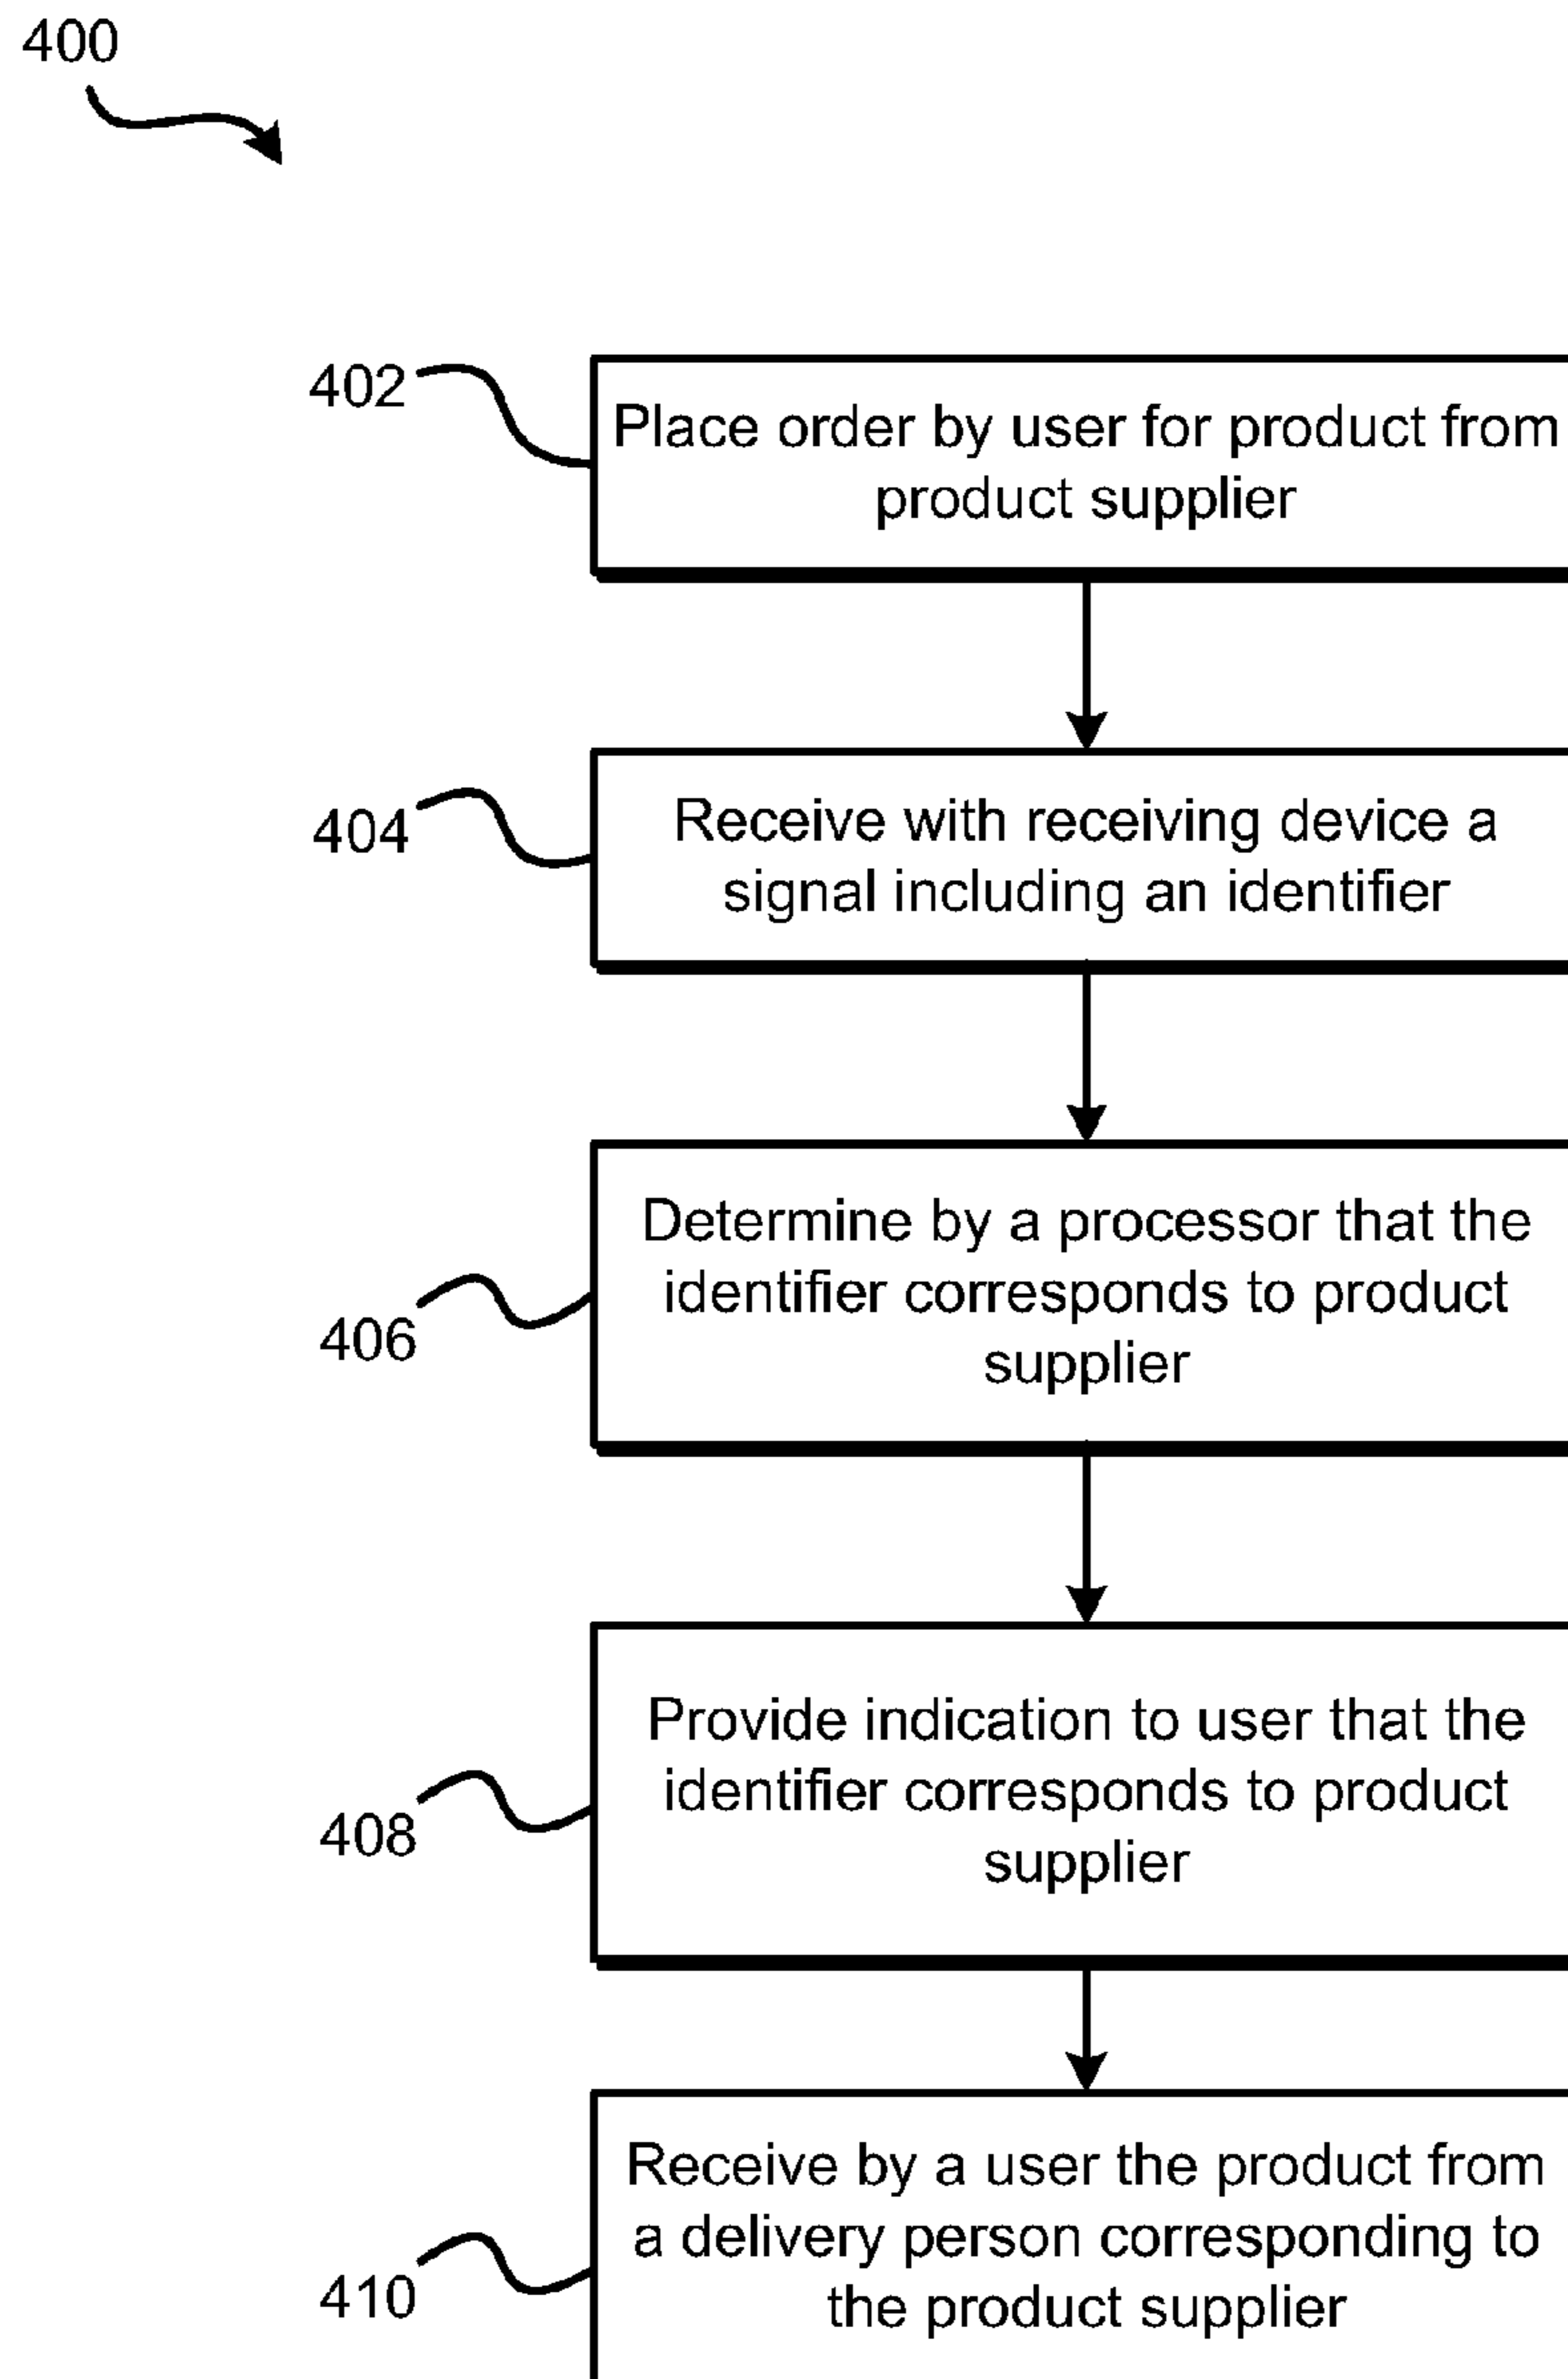 400
402
Place order by user for product from
product supplier
404
Receive with receiving device a
signal including an identifier
406
Determine by a processor that the
identifier corresponds to product
supplier
408
Provide indication to user that the
identifier corresponds to product
supplier
410
Receive by a user the product from
a delivery person corresponding to
the product supplier